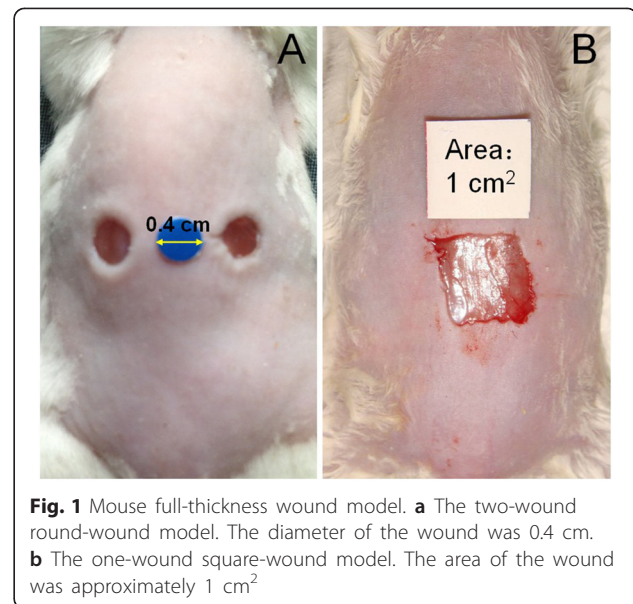 A
B
0.4 cm
Area:
1 cm²
Fig. 1 Mouse full-thickness wound model. a The two-wound
round-wound model. The diameter of the wound was 0.4 cm.
b The one-wound square-wound model. The area of the wound
was approximately 1 cm²